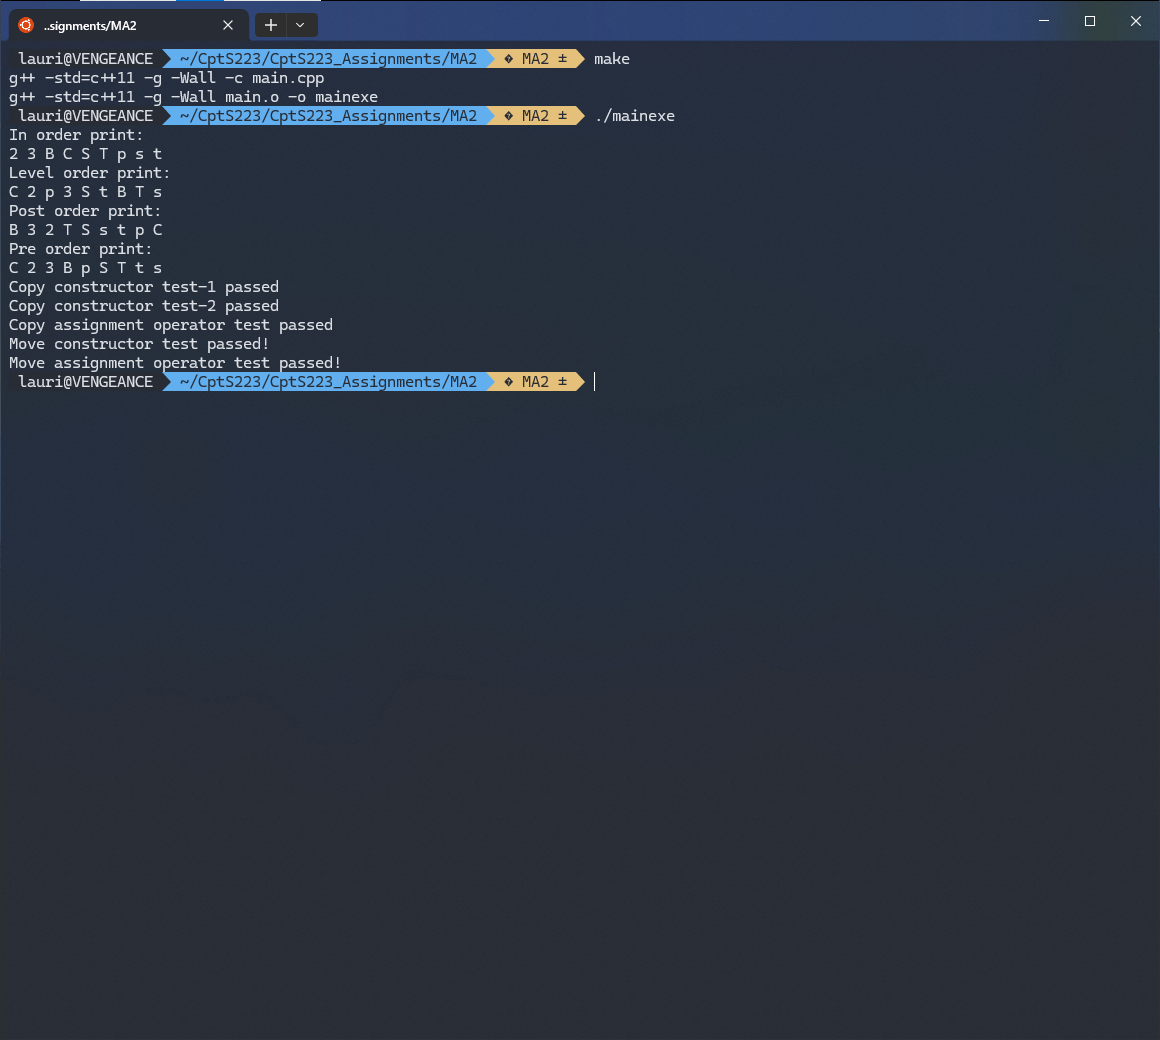 ..signments/MA2
lauri@VENGEANCE ~/CptS223/CptS223_Assignments/MA2 � MA2 ± make
g++ -std=c++11 -g -Wall -c main.cpp
g++ -std=c++11 -g -Wall main.o -o mainexe
lauri@VENGEANCE ~/CptS223/CptS223_Assignments/MA2 � MA2 ± ./mainexe
In order print:
2 3 B C S T p s t
Level order print:
C 2 p 3 S t B T s
Post order print:
B 3 2 T S s t p C
Pre order print:
C 2 3 B p S T t s
Copy constructor test-1 passed
Copy constructor test-2 passed
Copy assignment operator test passed
Move constructor test passed!
Move assignment operator test passed!
lauri@VENGEANCE ~/CptS223/CptS223_Assignments/MA2 � MA2 ±